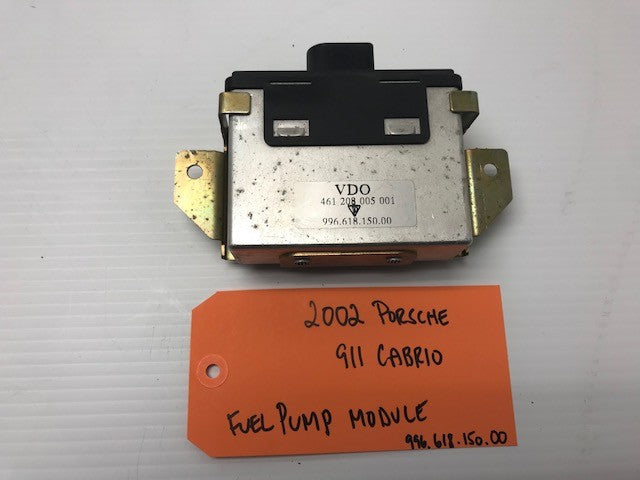 VDO
461 208 005 001
996.618.150.00
2002 PORSCHE
911 CABRIO
FUEL PUMP MODULE
996.618.150.00